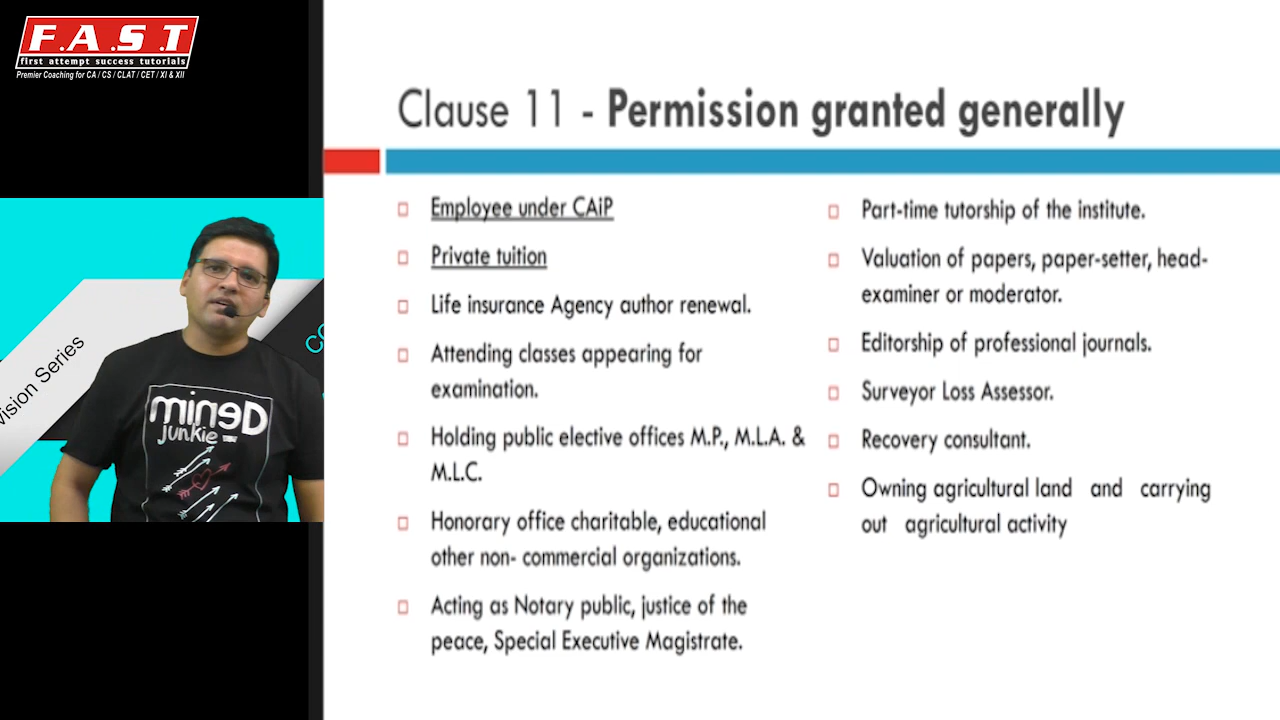 F.A.S.T
first attempt success tutorials
Premier Coaching for CA / CS / CLAT / CET / XI & XII
Clause 11 - Permission granted generally
Employee under CAiP
Private tuition
Life insurance Agency author renewal.
Attending classes appearing for
examination.
Holding public elective offices M.P., M.L.A. &
M.L.C.
Honorary office charitable, educational
other non- commercial organizations.
Acting as Notary public, justice of the
peace, Special Executive Magistrate.
Part-time tutorship of the institute.
Valuation of papers, paper-setter, head-
examiner or moderator.
Editorship of professional journals.
Surveyor Loss Assessor.
Recovery consultant.
Owning agricultural land and carrying
out agricultural activity
Series
Denim
junkie